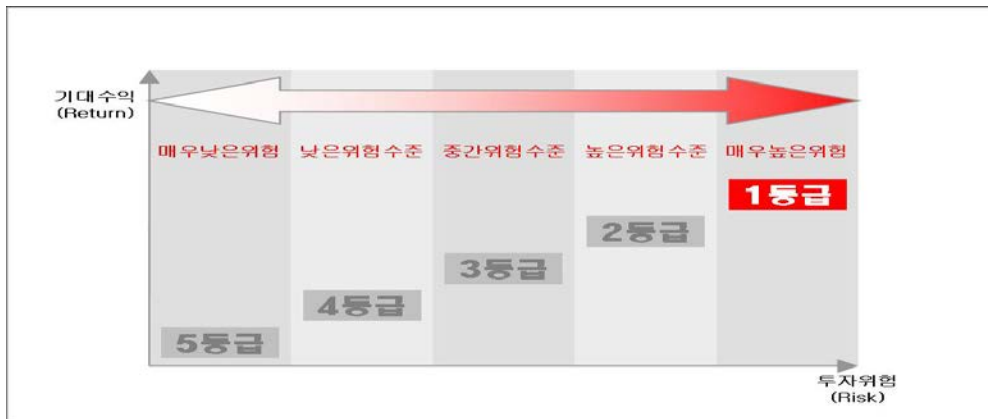 기대수익
(Return)
매우낮은위험 낮은위험수준 중간위험수준 높은위험수준 매우높은위험
1등급
2등급
3등급
4등급
5등급
투자위험
(Risk)